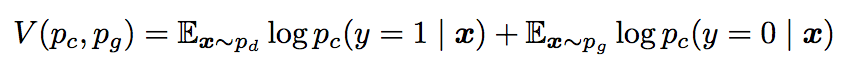 V(p_c, p_g) = 𝔼_{𝒙∼p_d} log p_c(y = 1 | 𝒙) + 𝔼_{𝒙∼p_g} log p_c(y = 0 | 𝒙)